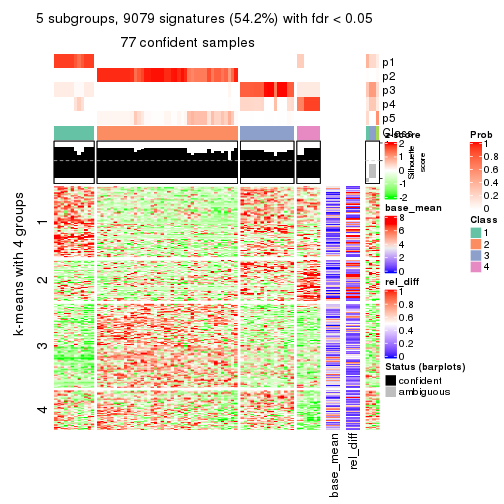 5 subgroups, 9079 signatures (54.2%) with fdr < 0.05
77 confident samples
p1
p2
p3
p4
p5
Class
k-means with 4 groups
1
2
3
4
base_mean
rel_diff
z-score
2
1
0
-1
-2
Silhouette
score
base_mean
8
6
4
2
0
rel_diff
1
0.8
0.6
0.4
0.2
0
Status (barplots)
confident
ambiguous
Prob
1
0.8
0.6
0.4
0.2
0
Class
1
2
3
4